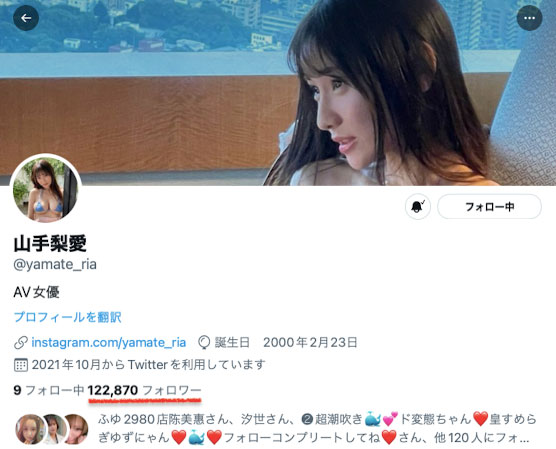 フォロー中
山手梨愛
@yamate_ria
AV女優
プロフィールを翻訳
instagram.com/yamate_ria 誕生日 2000年2月23日
2021年10月からTwitterを利用しています
9 フォロー中 122,870 フォロワー
ふゆ2980店陈美惠さん、汐世さん、❷超潮吹き🐳💕ド変態ちゃん❤️皇すめら
ぎゆずにゃん❤️🐳❤️フォローコンプリートしてね❤️さん、他120人にフォ...